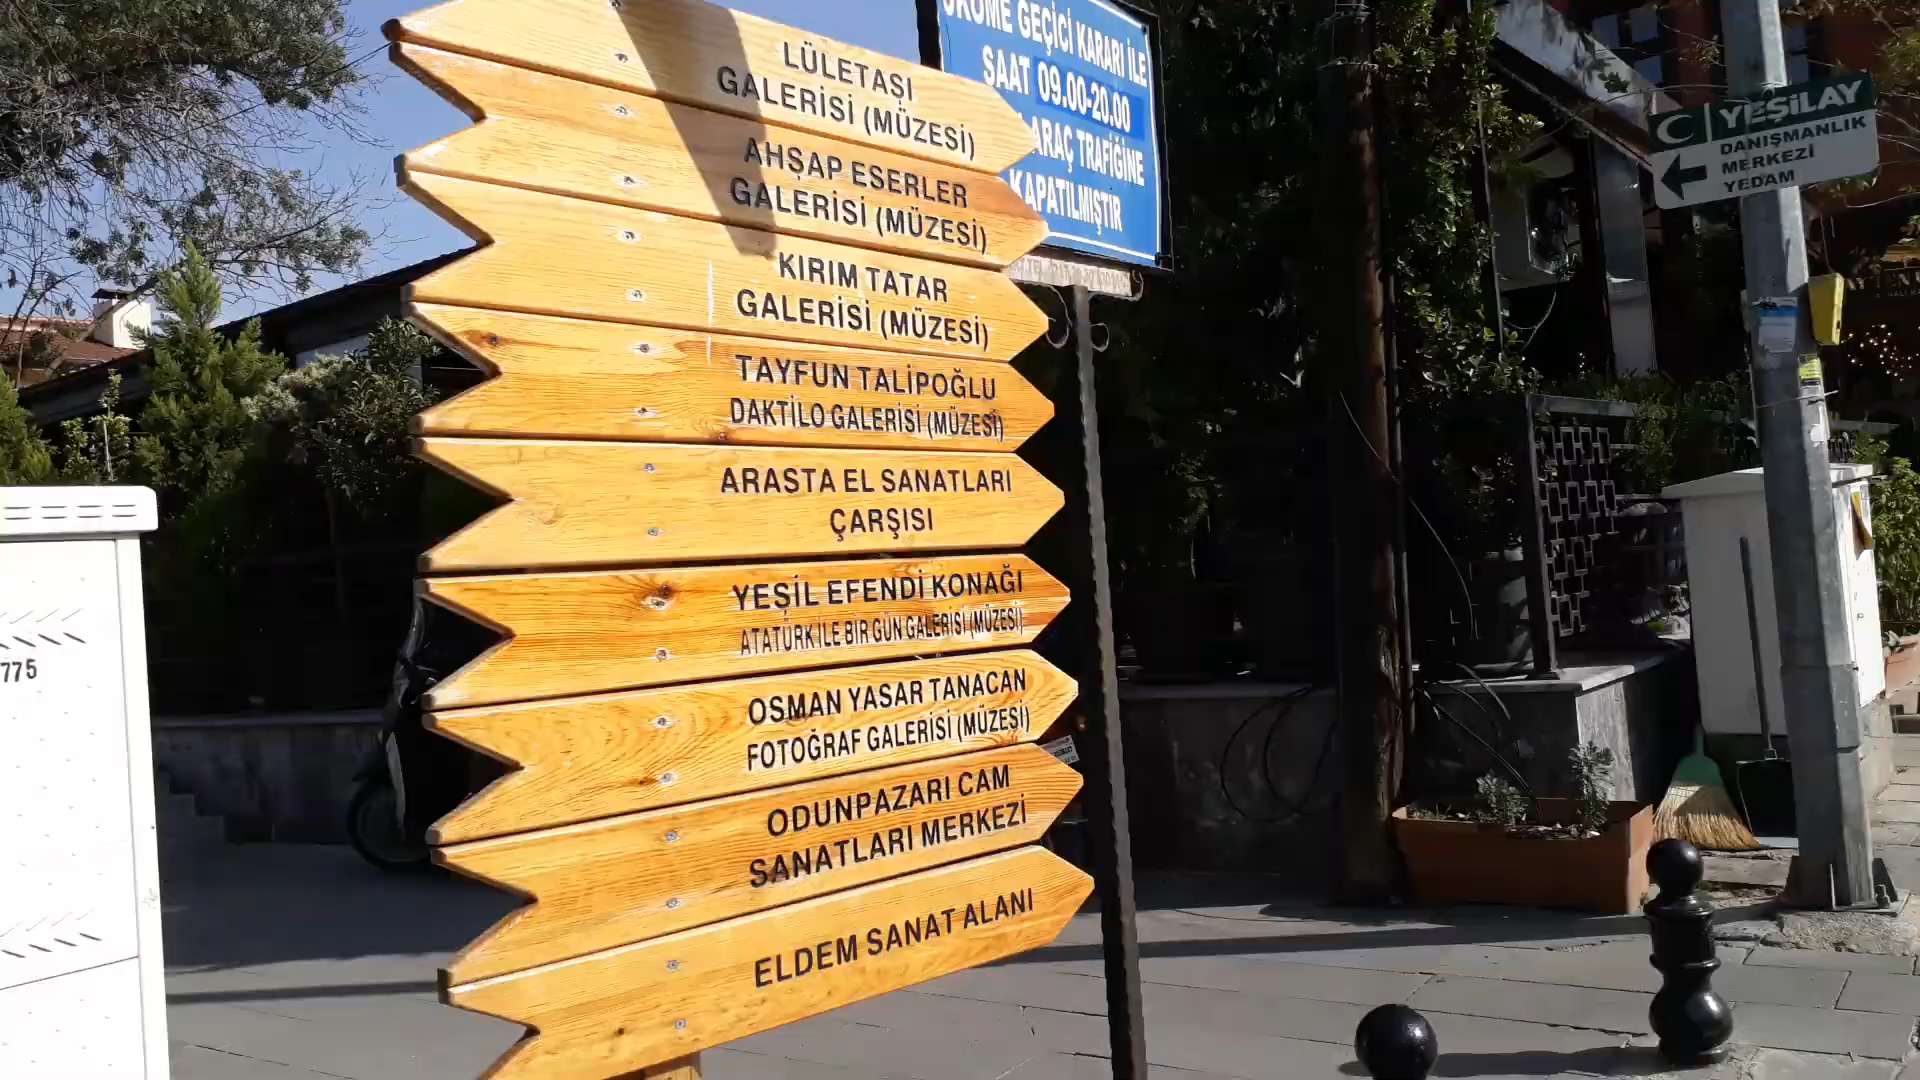 LÜLETAŞI
GALERİSİ (MÜZESİ)
AHŞAP ESERLER
GALERİSİ (MÜZESİ)
KIRIM TATAR
GALERİSİ (MÜZESİ)
TAYFUN TALİPOĞLU
DAKTİLO GALERİSİ (MÜZESİ)
ARASTA EL SANATLARI
ÇARŞISI
YEŞİL EFENDİ KONAĞI
ATATÜRK İLE BİR GÜN GALERİSİ (MÜZESİ)
OSMAN YAŞAR TANAÇAN
FOTOĞRAF GALERİSİ (MÜZESİ)
ODUNPAZARI CAM
SANATLARI MERKEZİ
ELDEM SANAT ALANI
GEÇİCİ KARARI İLE
SAAT 09.00-20.00
ARAÇ TRAFİĞİNE
KAPATILMIŞTIR
YEŞİLAY
DANIŞMANLIK
MERKEZİ
YEDAM
775